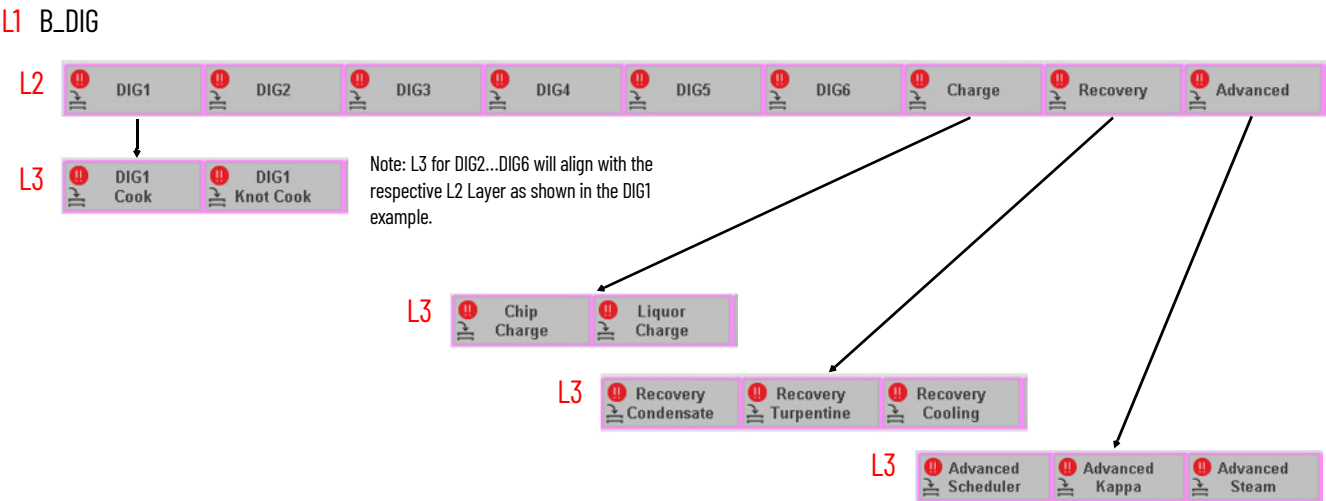 L1 B_DIG
L2
DIG1
DIG2
DIG3
DIG4
DIG5
DIG6
Charge
Recovery
Advanced
L3
DIG1
Cook
DIG1
Knot Cook
Note: L3 for DIG2...DIG6 will align with the
respective L2 Layer as shown in the DIG1
example.
L3
Chip
Charge
Liquor
Charge
L3
Recovery
Condensate
Recovery
Turpentine
Recovery
Cooling
L3
Advanced
Scheduler
Advanced
Kappa
Advanced
Steam